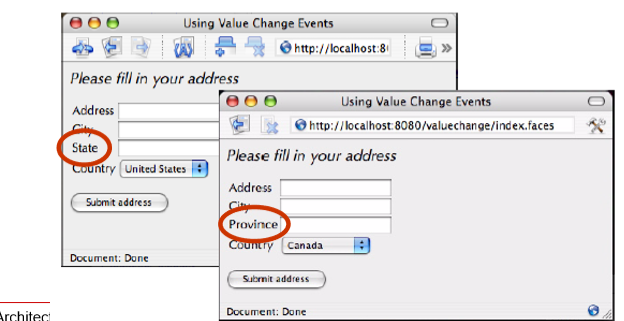 Using Value Change Events
http://localhost:8
Please fill in your address
Address
City
State
Country United States
Submit address
Document: Done
Using Value Change Events
http://localhost:8080/valuechange/index.faces
Please fill in your address
Address
City
Province
Country Canada
Submit address
Document: Done
Architect